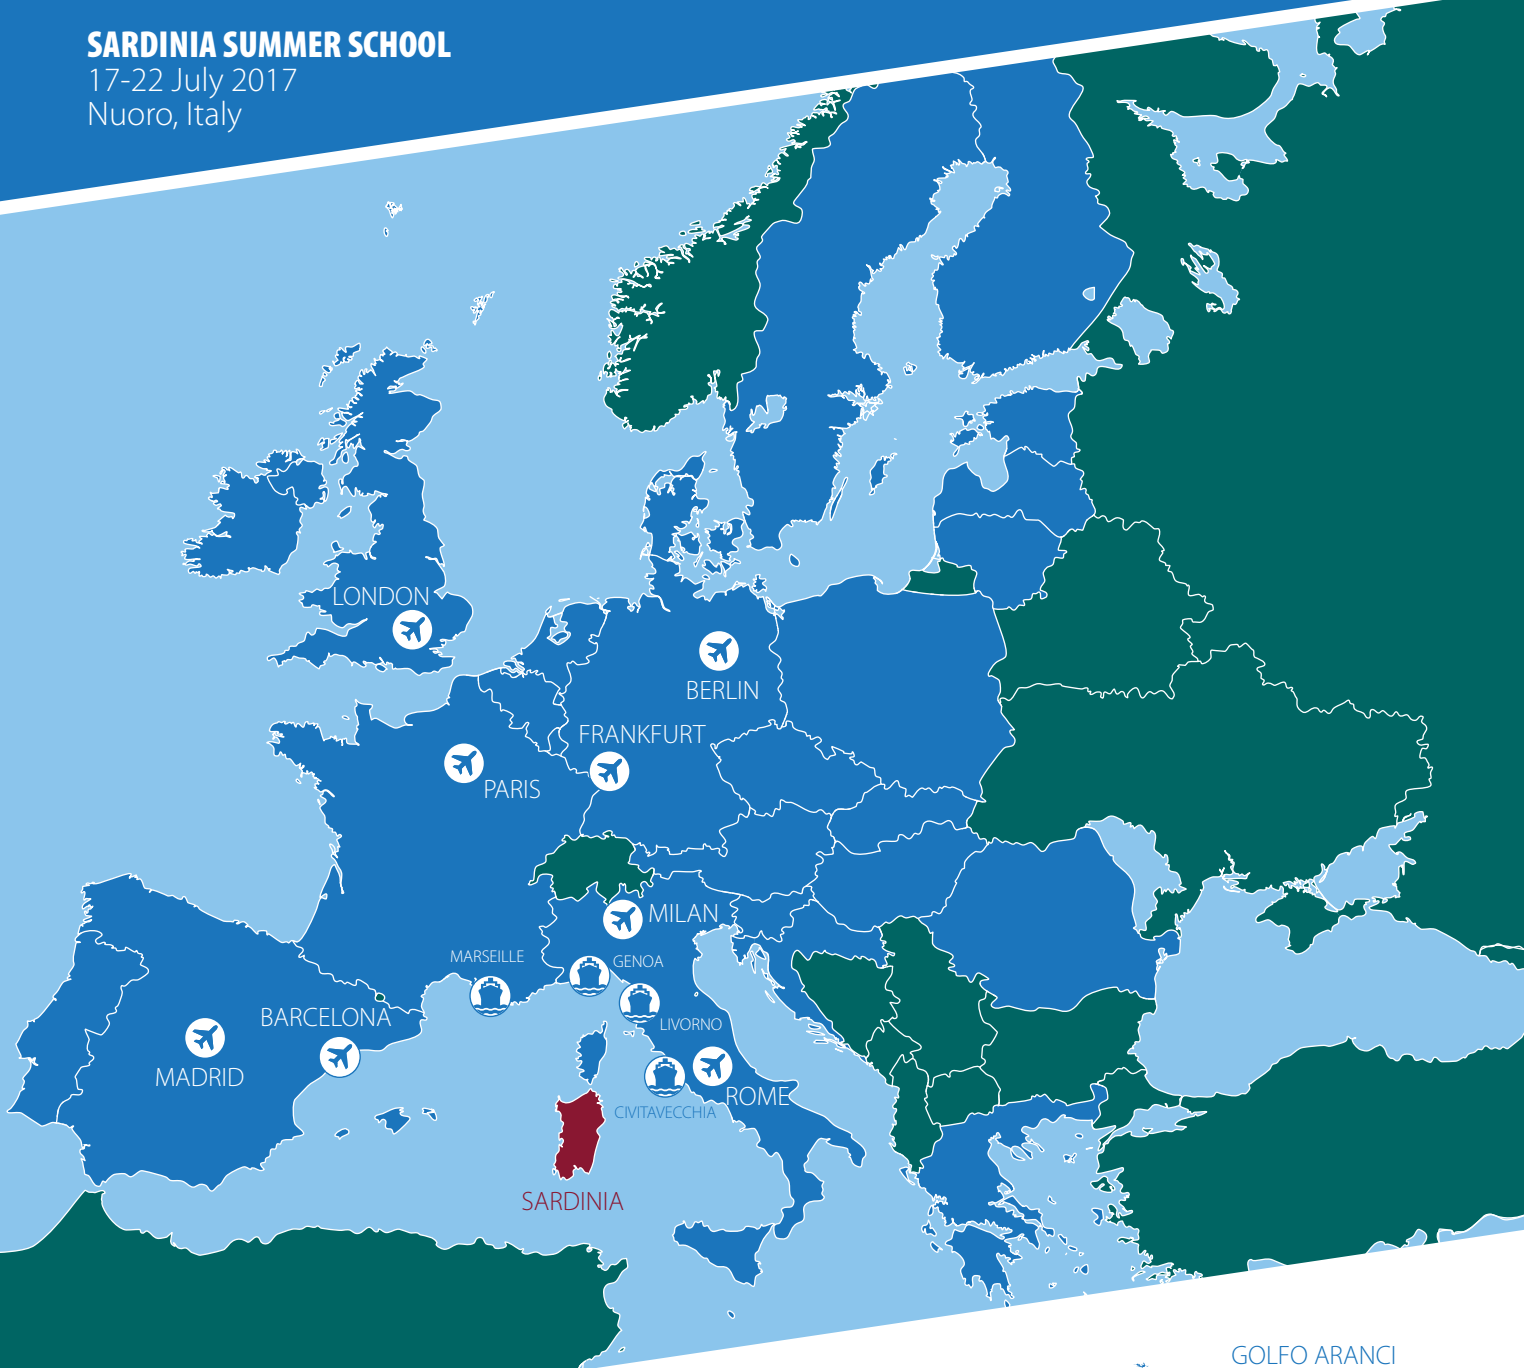 SARDINIA SUMMER SCHOOL
17-22 July 2017
Nuoro, Italy
LONDON
BERLIN
FRANKFURT
PARIS
MILAN
MARSEILLE
GENOA
BARCELONA
LIVORNO
MADRID
ROME
CIVITAVECCHIA
SARDINIA
GOLFO ARANCI